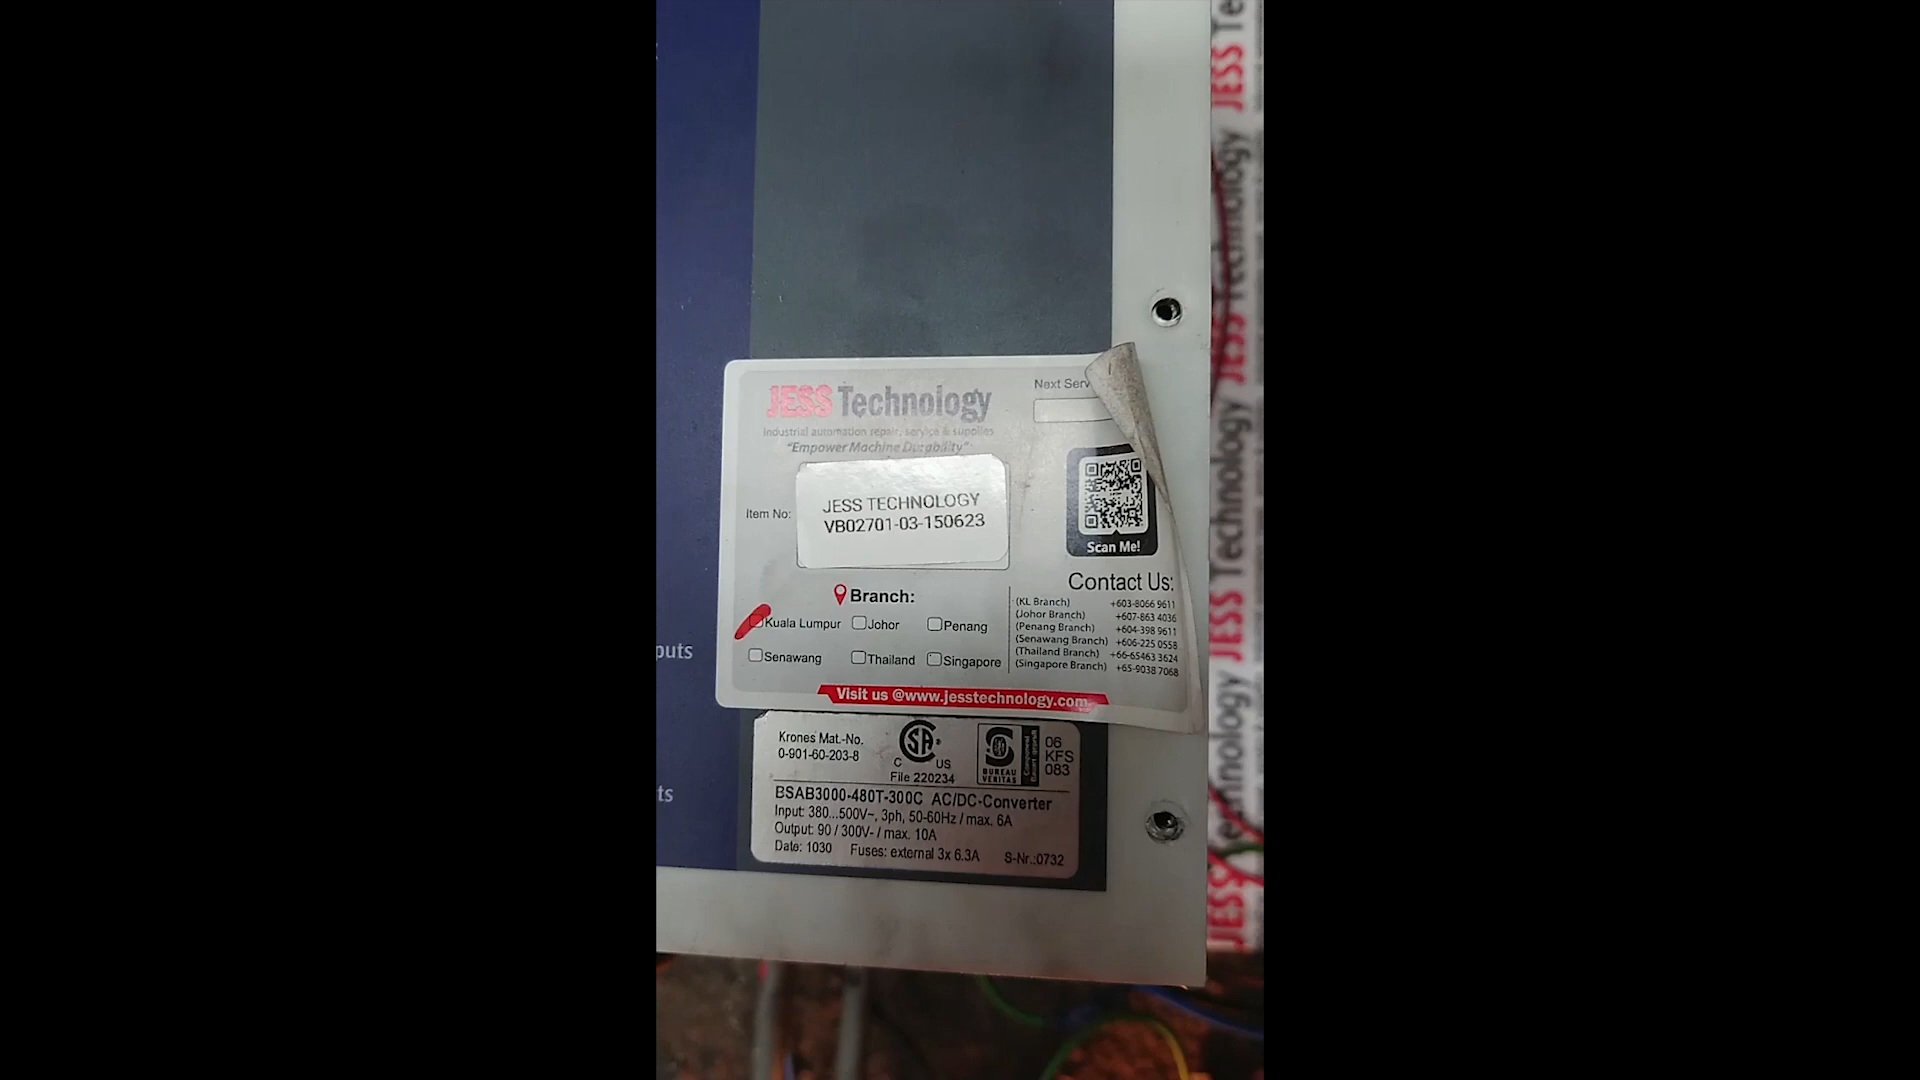 JESS Technology
Industrial automation repair, service & supplies
"Empower Machine Durability"
Next Serv
Item No:
JESS TECHNOLOGY
VB02701-03-150623
Scan Me!
Branch:
Kuala Lumpur Johor Penang
Senawang Thailand Singapore
Contact Us:
(KL Branch) +603-8066 9611
(Johor Branch) +607-863 4036
(Penang Branch) +604-398 9611
(Senawang Branch) +606-225 0558
(Thailand Branch) +66-65463 3624
(Singapore Branch) +65-9038 7068
Visit us @www.jesstechnology.com
puts
ts
Krones Mat.-No.
0-901-60-203-8
C US
File 220234
BUREAU
VERITAS
06
KFS
083
BSAB3000-480T-300C AC/DC-Converter
Input: 380...500V~, 3ph, 50-60Hz / max. 6A
Output: 90 / 300V- / max. 10A
Date: 1030 Fuses: external 3x 6.3A S-Nr.:0732
JESS Te
JESS Technology
JESS Technology
JESS Technology